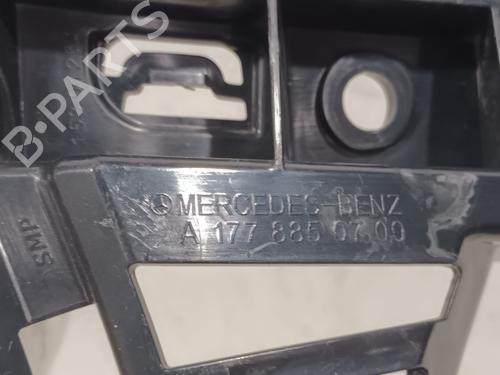 MERCEDES-BENZ
A 177 885 07 00
SMP
B-PARTS